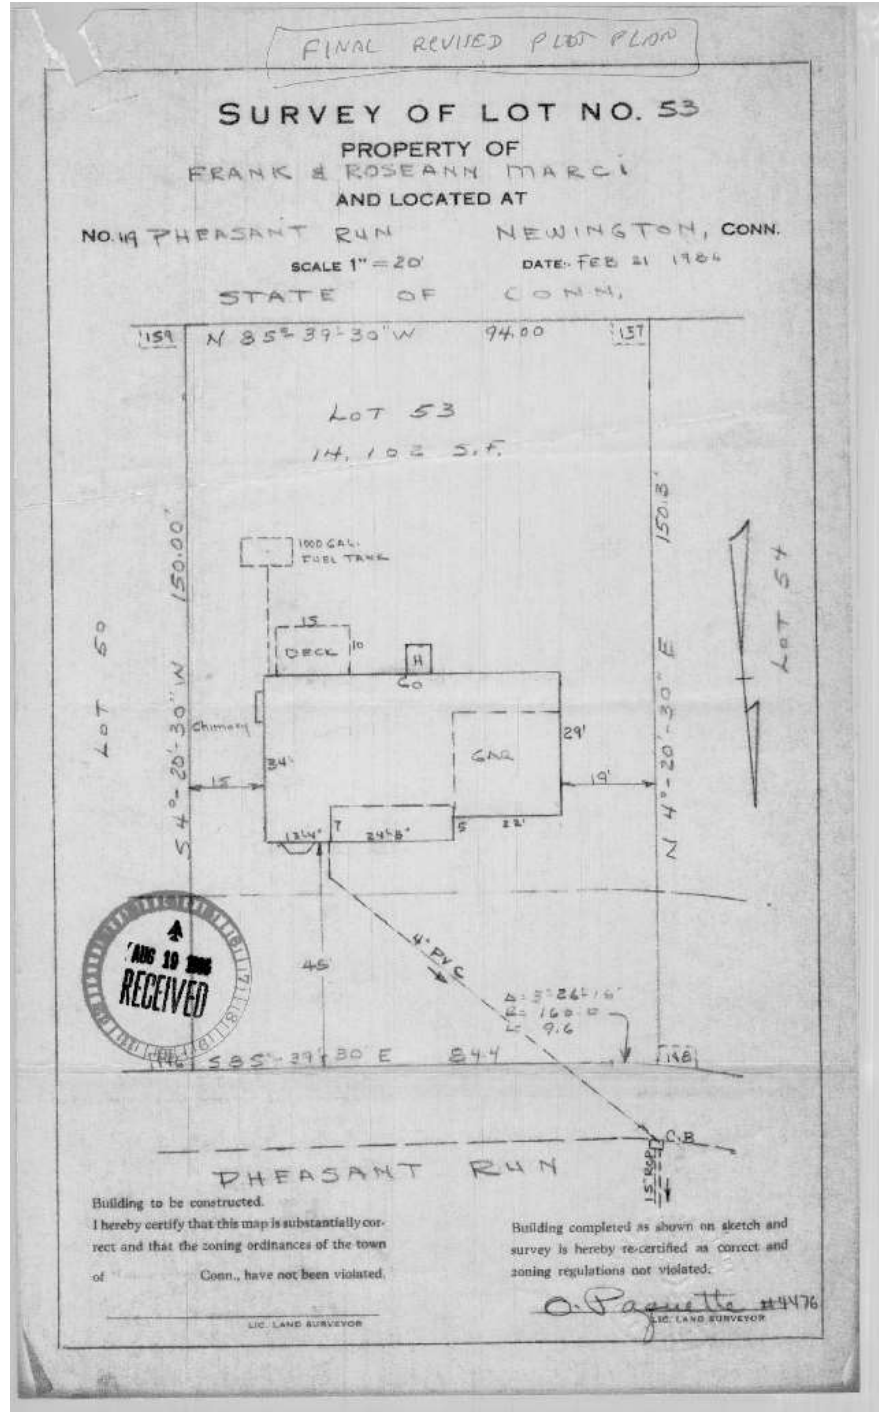 FINAL REVISED PLOT PLAN
SURVEY OF LOT NO. 53
PROPERTY OF
FRANK & ROSEANN MARCI
AND LOCATED AT
NO. 49 PHEASANT RUN NEWINGTON, CONN.
SCALE 1" = 20' DATE:- FEB 21 1986
STATE OF CONN.
159 N 85°-39'-30" W 94.00 137
LOT 53
14,102 S.F.
150.00'
150.3'
1000 GAL.
FUEL TANK
LOT 50
LOT 54
15
DECK 10
H
60
S 4°-20'-30" W
N 4°-20'-30" E
Chimney
34'
GAR
29'
15
19'
13'4"
7
24'8"
5
22'
AUG 19 1986
RECEIVED
45'
4" PVC
Δ= 3°26'-16"
R= 160.0
L= 9.6
146 S 85°-39'-30" E 84.4 148
C.B
PHEASANT RUN
15" RCP
Building to be constructed.
I hereby certify that this map is substantially cor-
rect and that the zoning ordinances of the town
of Conn., have not been violated.
LIC. LAND SURVEYOR
Building completed as shown on sketch and
survey is hereby re-certified as correct and
zoning regulations not violated.
O. Paquette #4476
LIC. LAND SURVEYOR